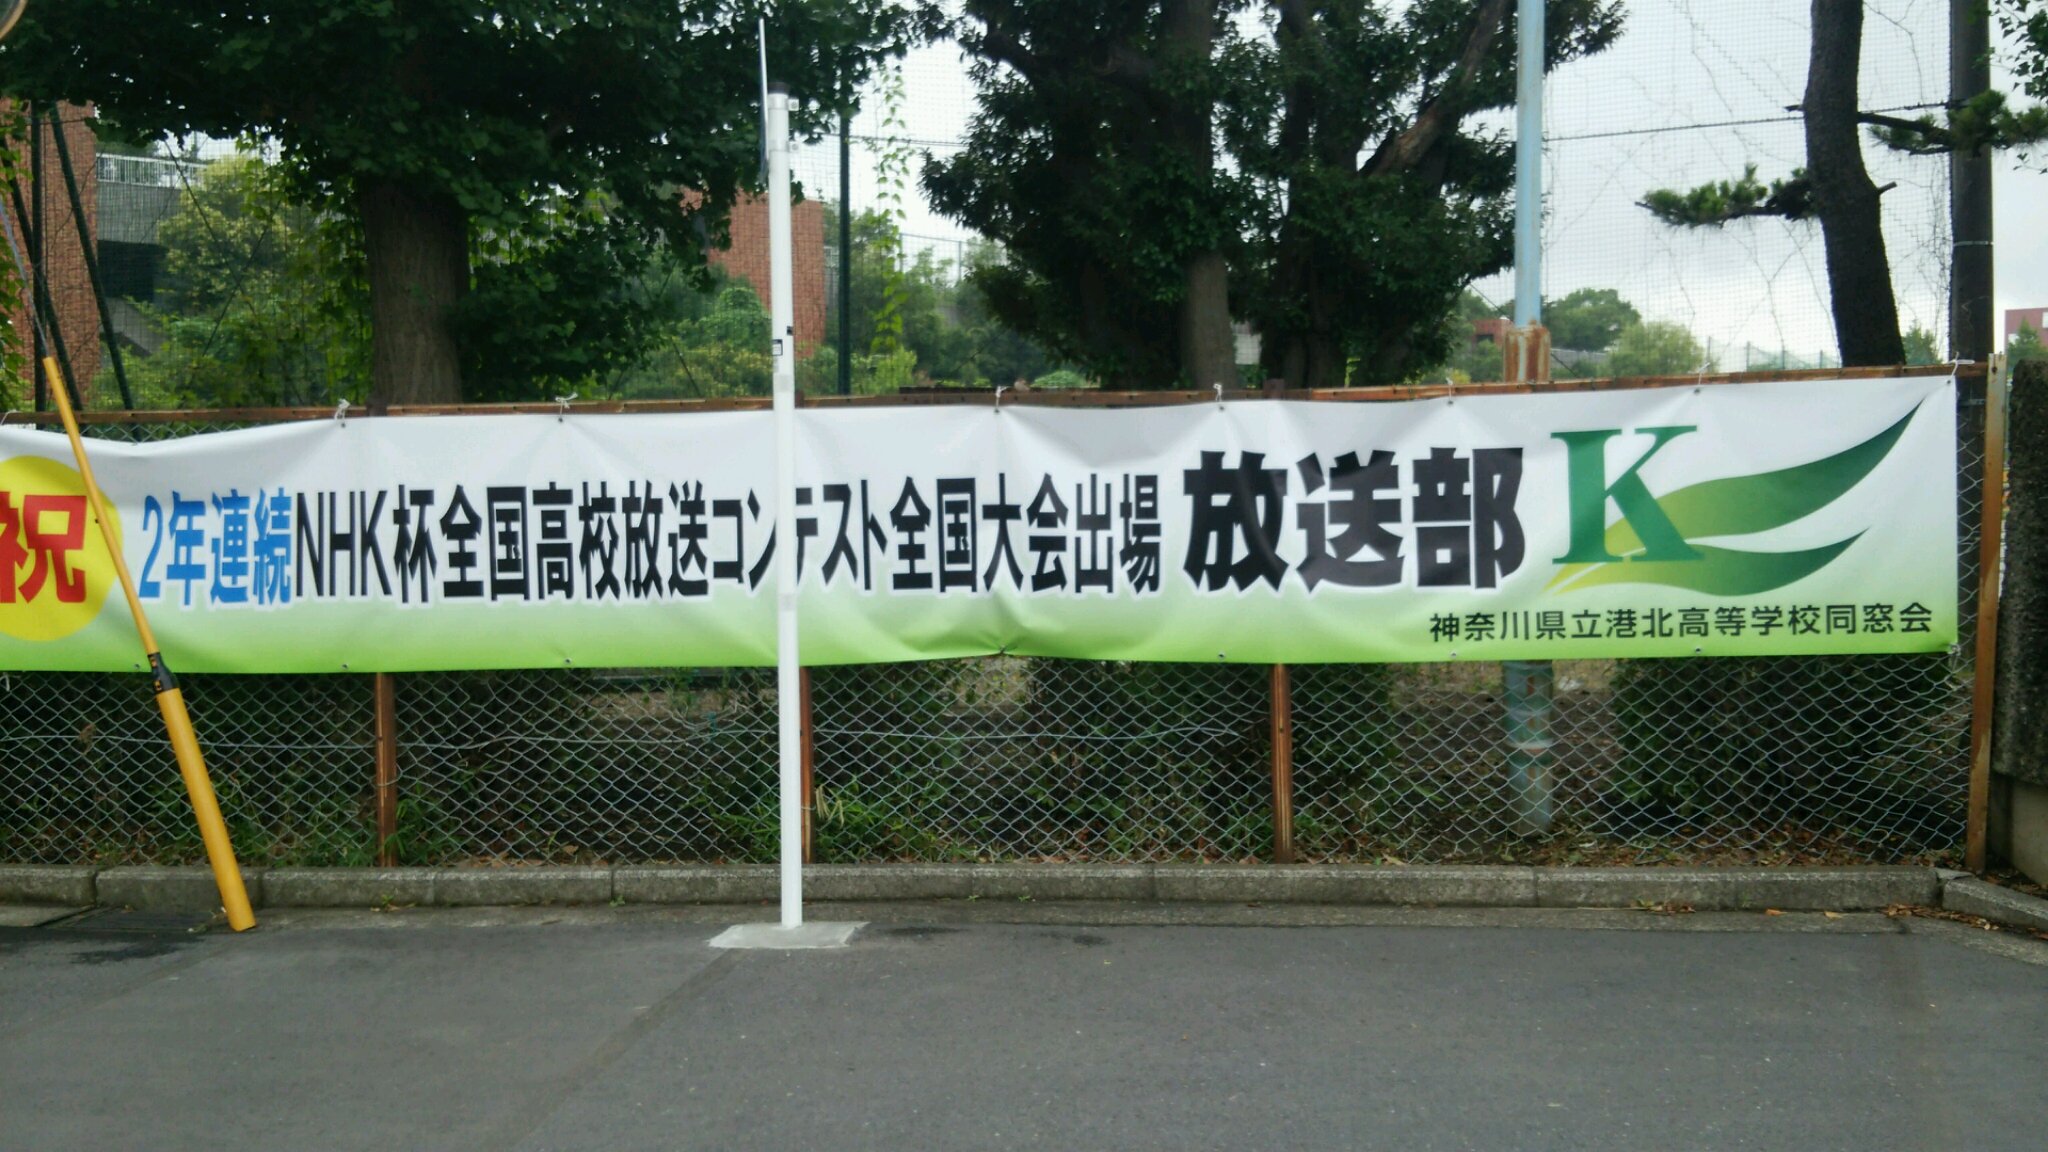 祝 2年連続NHK杯全国高校放送コンテスト全国大会出場 放送部 K
神奈川県立港北高等学校同窓会